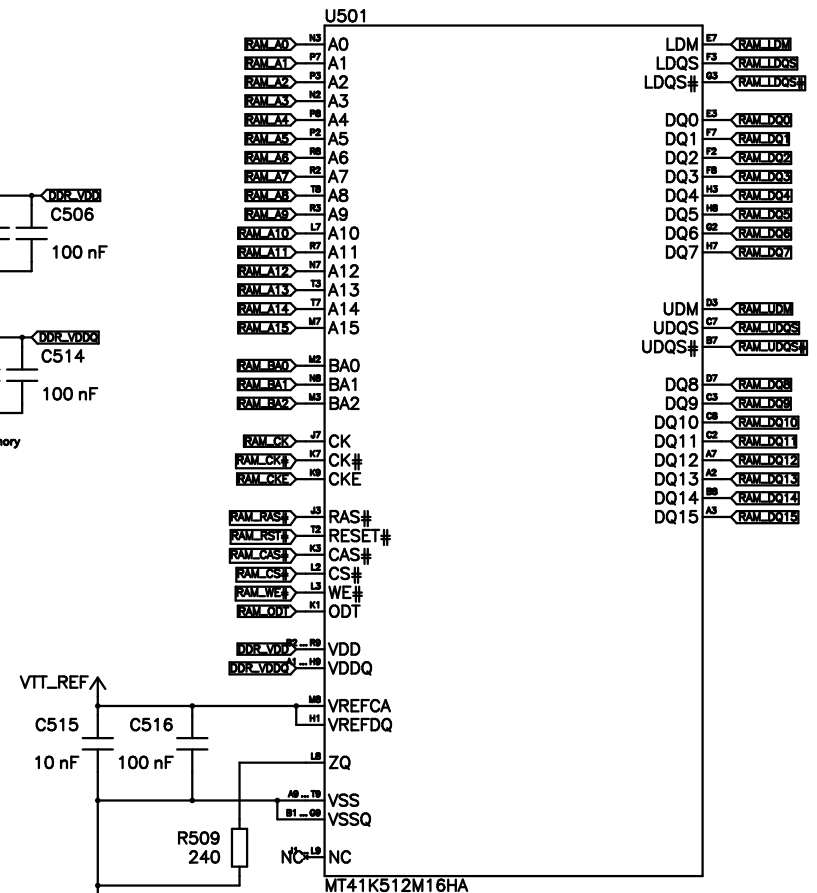 U501
RAM_A0 N3 A0 LDM E7 RAM_LDM
RAM_A1 P7 A1 LDQS F3 RAM_LDQS
RAM_A2 P3 A2 LDQS# G3 RAM_LDQS#
RAM_A3 N2 A3
RAM_A4 P8 A4 DQ0 E3 RAM_DQ0
RAM_A5 P2 A5 DQ1 F7 RAM_DQ1
RAM_A6 R8 A6 DQ2 F2 RAM_DQ2
RAM_A7 R2 A7 DQ3 F8 RAM_DQ3
DDR_VDD RAM_A8 T8 A8 DQ4 H3 RAM_DQ4
C506 RAM_A9 R3 A9 DQ5 H8 RAM_DQ5
RAM_A10 L7 A10 DQ6 G2 RAM_DQ6
100 nF RAM_A11 R7 A11 DQ7 H7 RAM_DQ7
RAM_A12 N7 A12
RAM_A13 T3 A13
RAM_A14 T7 A14 UDM D3 RAM_UDM
RAM_A15 M7 A15 UDQS C7 RAM_UDQS
DDR_VDDQ UDQS# B7 RAM_UDQS#
C514
RAM_BA0 M2 BA0
RAM_BA1 N8 BA1 DQ8 D7 RAM_DQ8
100 nF RAM_BA2 M3 BA2 DQ9 C3 RAM_DQ9
DQ10 C8 RAM_DQ10
RAM_CK J7 CK DQ11 C2 RAM_DQ11
RAM_CK# K7 CK# DQ12 A7 RAM_DQ12
RAM_CKE K9 CKE DQ13 A2 RAM_DQ13
DQ14 B8 RAM_DQ14
RAM_RAS# J3 RAS# DQ15 A3 RAM_DQ15
RAM_RST# T2 RESET#
RAM_CAS# K3 CAS#
RAM_CS# L2 CS#
RAM_WE# L3 WE#
RAM_ODT K1 ODT
DDR_VDD B2 ... R9 VDD
DDR_VDDQ A1 ... H9 VDDQ
VTT_REF
M8 VREFCA
C515 C516 H1 VREFDQ
10 nF 100 nF L8 ZQ
A9 ... T9 VSS
B1 ... G9 VSSQ
R509
240
NC L9 NC
MT41K512M16HA